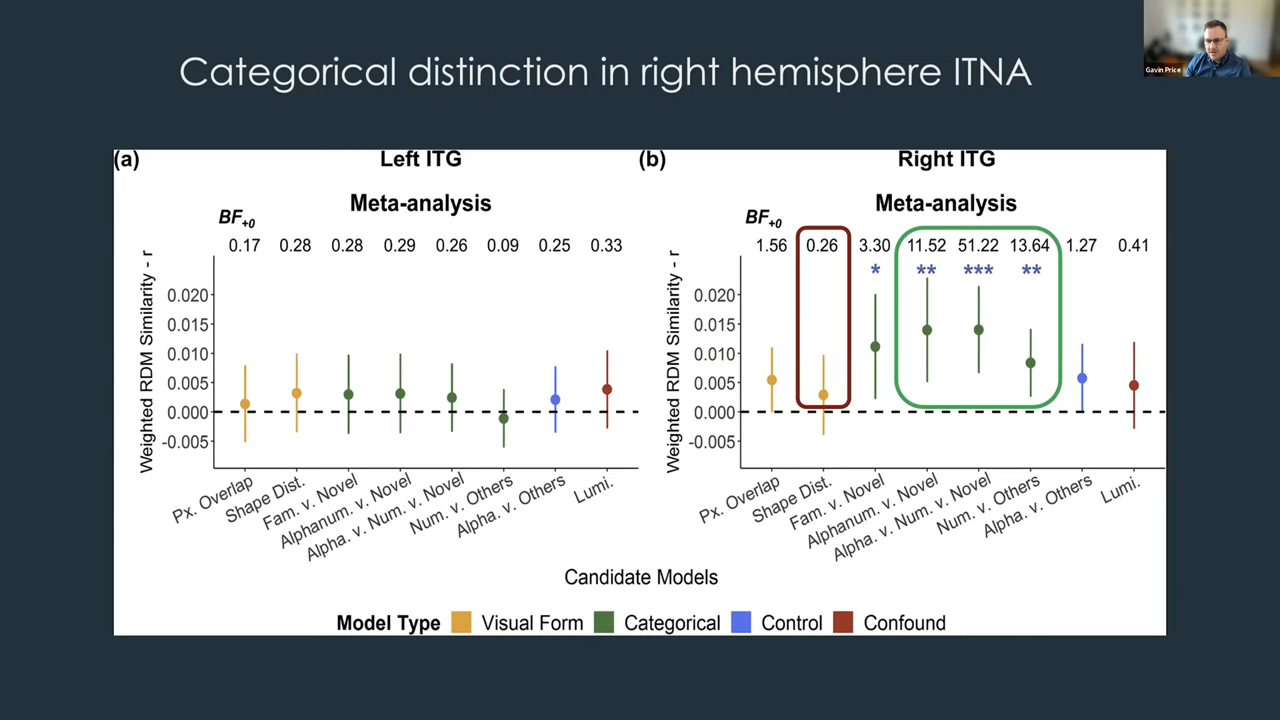 Gavin Price
Categorical distinction in right hemisphere ITNA
(a)
Left ITG
Meta-analysis
BF+0
0.17 0.28 0.28 0.29 0.26 0.09 0.25 0.33
Weighted RDM Similarity - r
0.020
0.015
0.010
0.005
0.000
-0.005
Px. Overlap
Shape Dist.
Fam. v. Novel
Alphanum. v. Novel
Alpha. v. Num. v. Novel
Num. v. Others
Alpha. v. Others
Lumi.
(b)
Right ITG
Meta-analysis
BF+0
1.56 0.26 3.30 11.52 51.22 13.64 1.27 0.41
* ** *** **
Weighted RDM Similarity - r
0.020
0.015
0.010
0.005
0.000
-0.005
Px. Overlap
Shape Dist.
Fam. v. Novel
Alphanum. v. Novel
Alpha. v. Num. v. Novel
Num. v. Others
Alpha. v. Others
Lumi.
Candidate Models
Model Type Visual Form Categorical Control Confound